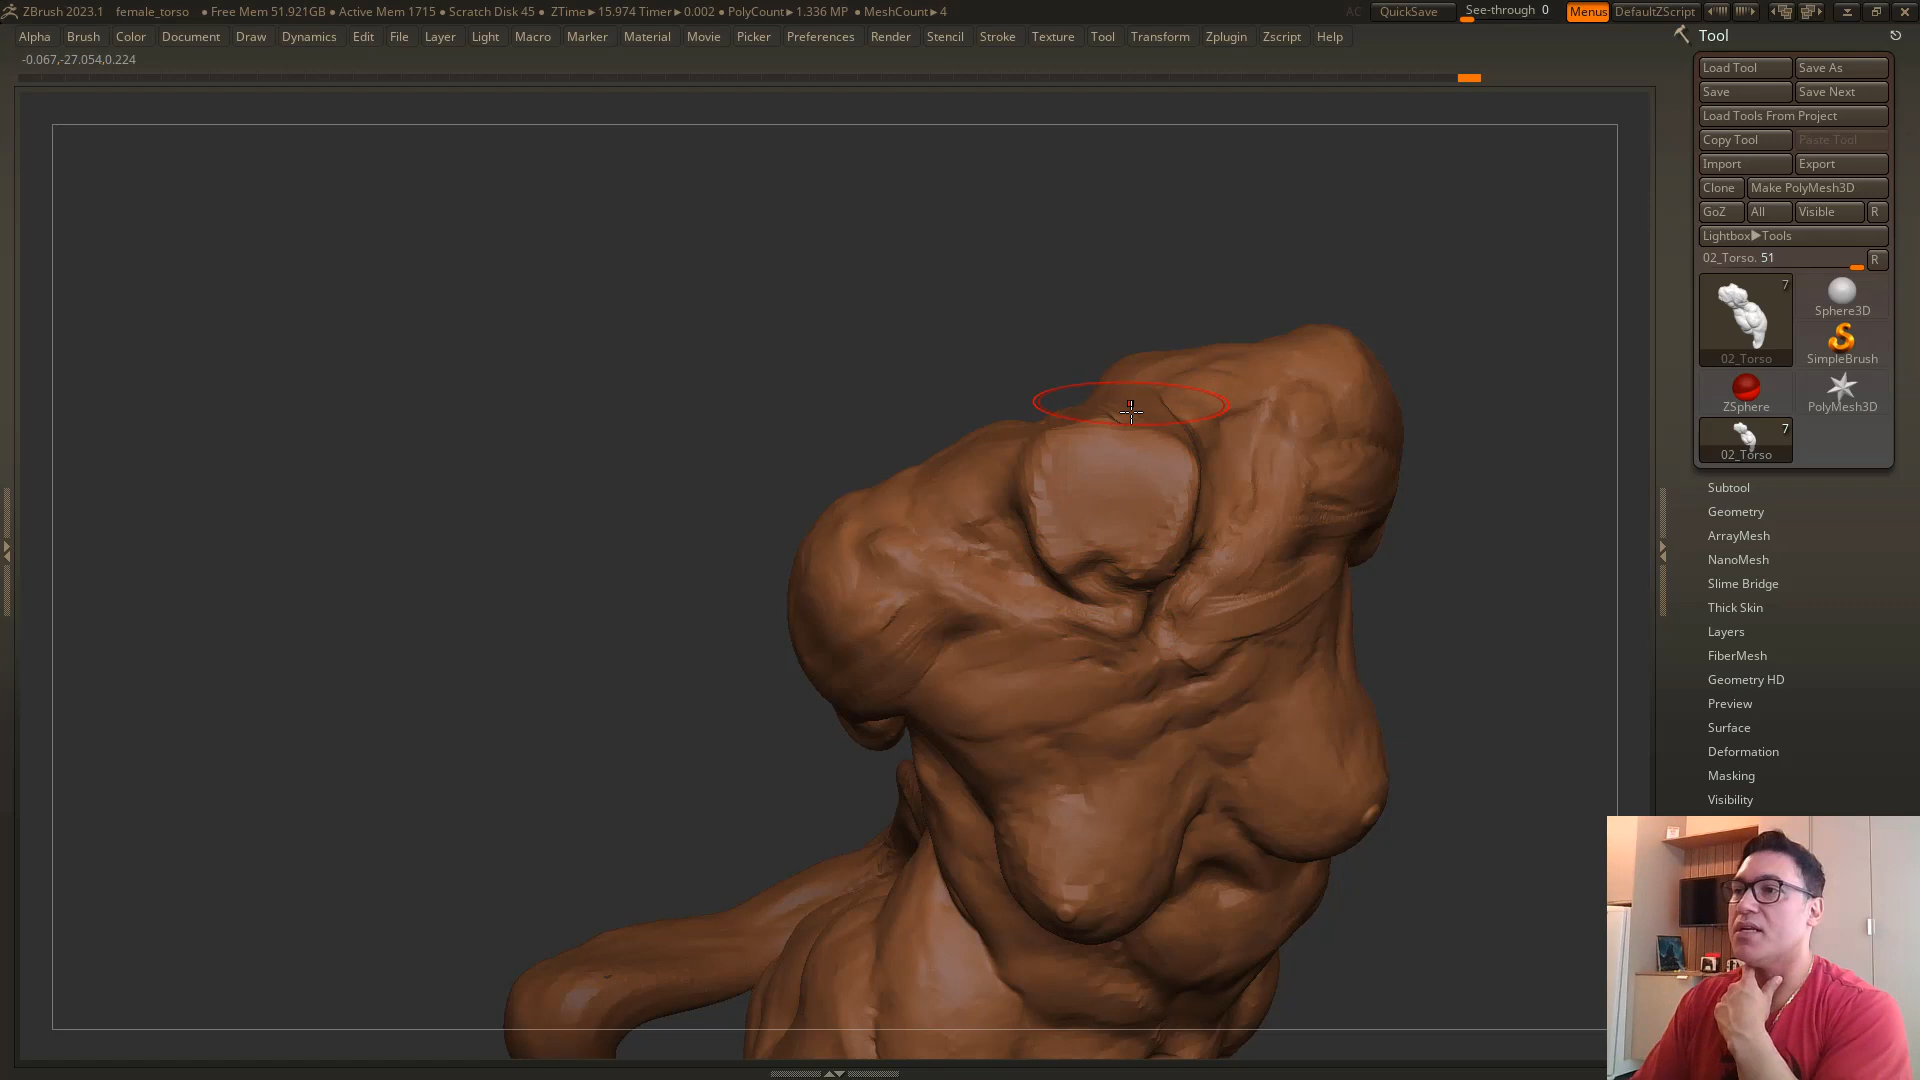 ZBrush 2023.1 female_torso ● Free Mem 51.921GB ● Active Mem 1715 ● Scratch Disk 45 ● ZTime►15.974 Timer►0.002 ● PolyCount►1.336 MP ● MeshCount►4 AC QuickSave See-through 0 Menus DefaultZScript
Alpha Brush Color Document Draw Dynamics Edit File Layer Light Macro Marker Material Movie Picker Preferences Render Stencil Stroke Texture Tool Transform Zplugin Zscript Help
Tool
-0.067,-27.054,0.224
Load Tool Save As
Save Save Next
Load Tools From Project
Copy Tool Paste Tool
Import Export
Clone Make PolyMesh3D
GoZ All Visible R
Lightbox►Tools
02_Torso. 51 R
7
Sphere3D
02_Torso SimpleBrush
ZSphere PolyMesh3D
7
02_Torso
Subtool
Geometry
ArrayMesh
NanoMesh
Slime Bridge
Thick Skin
Layers
FiberMesh
Geometry HD
Preview
Surface
Deformation
Masking
Visibility